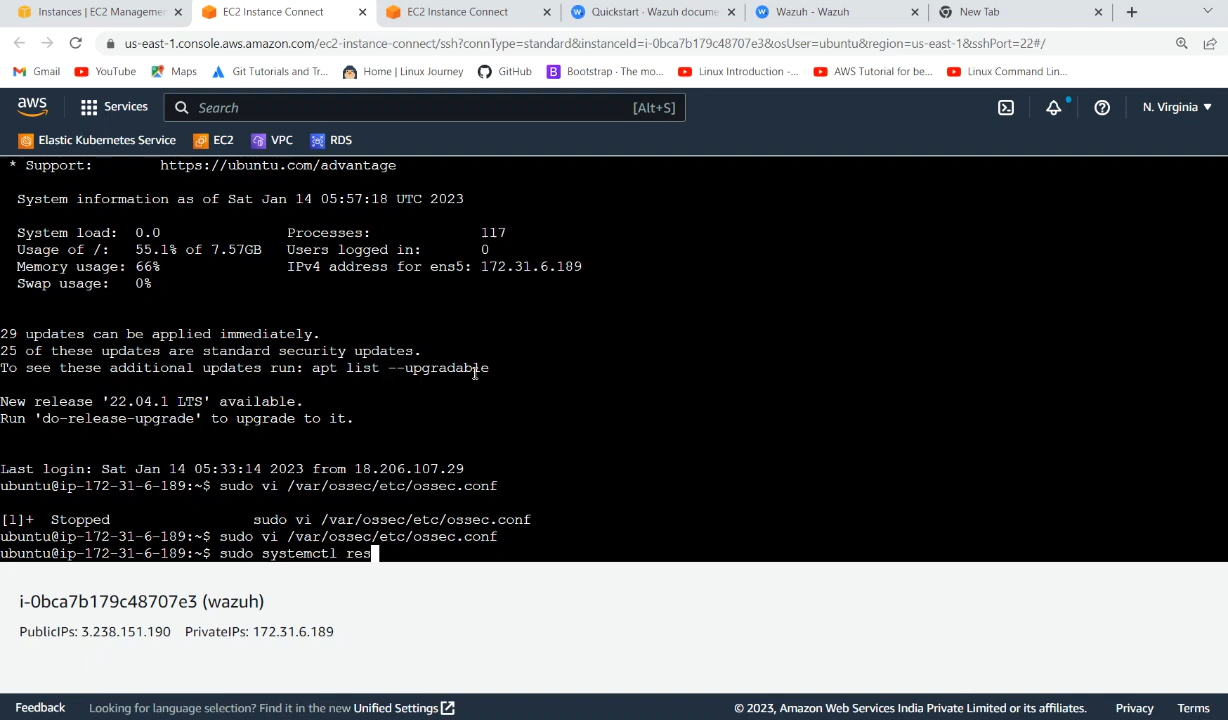 Instances | EC2 Managemer
EC2 Instance Connect
EC2 Instance Connect
Quickstart - Wazuh docume
Wazuh - Wazuh
New Tab
us-east-1.console.aws.amazon.com/ec2-instance-connect/ssh?connType=standard&instanceId=i-0bca7b179c48707e3&osUser=ubuntu&region=us-east-1&sshPort=22#/
Gmail
YouTube
Maps
Git Tutorials and Tr...
Home | Linux Journey
GitHub
Bootstrap · The mo...
Linux Introduction -...
AWS Tutorial for be...
Linux Command Lin...
aws
Services
Search
[Alt+S]
N. Virginia
Elastic Kubernetes Service
EC2
VPC
RDS
* Support: https://ubuntu.com/advantage
System information as of Sat Jan 14 05:57:18 UTC 2023
System load: 0.0 Processes: 117
Usage of /: 55.1% of 7.57GB Users logged in: 0
Memory usage: 66% IPv4 address for ens5: 172.31.6.189
Swap usage: 0%
29 updates can be applied immediately.
25 of these updates are standard security updates.
To see these additional updates run: apt list --upgradable
New release '22.04.1 LTS' available.
Run 'do-release-upgrade' to upgrade to it.
Last login: Sat Jan 14 05:33:14 2023 from 18.206.107.29
ubuntu@ip-172-31-6-189:~$ sudo vi /var/ossec/etc/ossec.conf
[1]+ Stopped sudo vi /var/ossec/etc/ossec.conf
ubuntu@ip-172-31-6-189:~$ sudo vi /var/ossec/etc/ossec.conf
ubuntu@ip-172-31-6-189:~$ sudo systemctl res
i-0bca7b179c48707e3 (wazuh)
PublicIPs: 3.238.151.190 PrivateIPs: 172.31.6.189
Feedback
Looking for language selection? Find it in the new Unified Settings
© 2023, Amazon Web Services India Private Limited or its affiliates.
Privacy
Terms